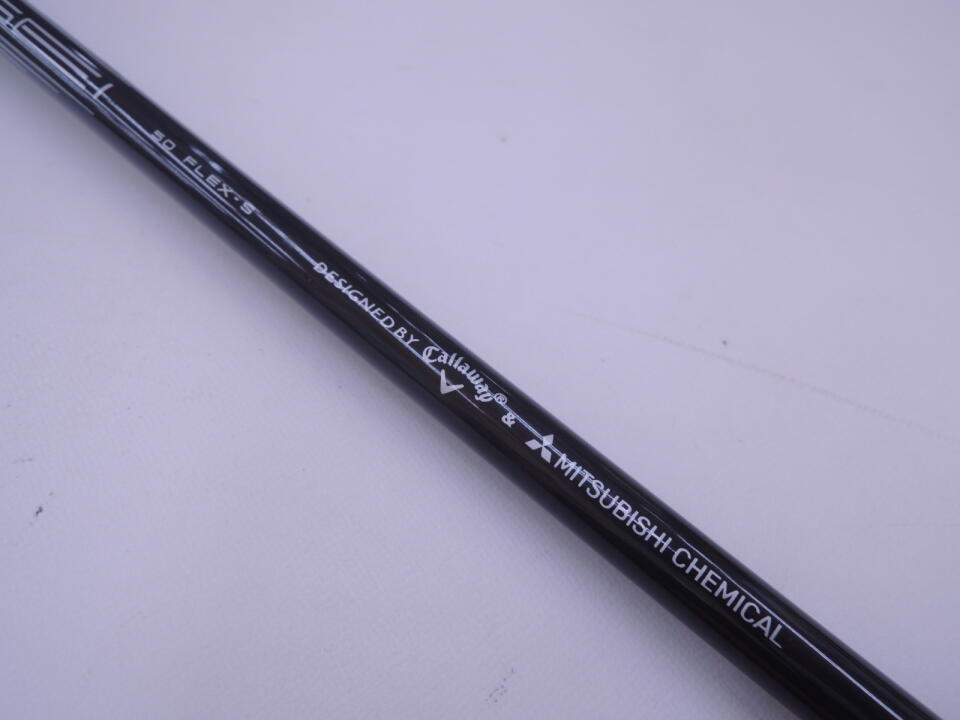 50 FLEX·S
DESIGNED BY Callaway® & MITSUBISHI CHEMICAL